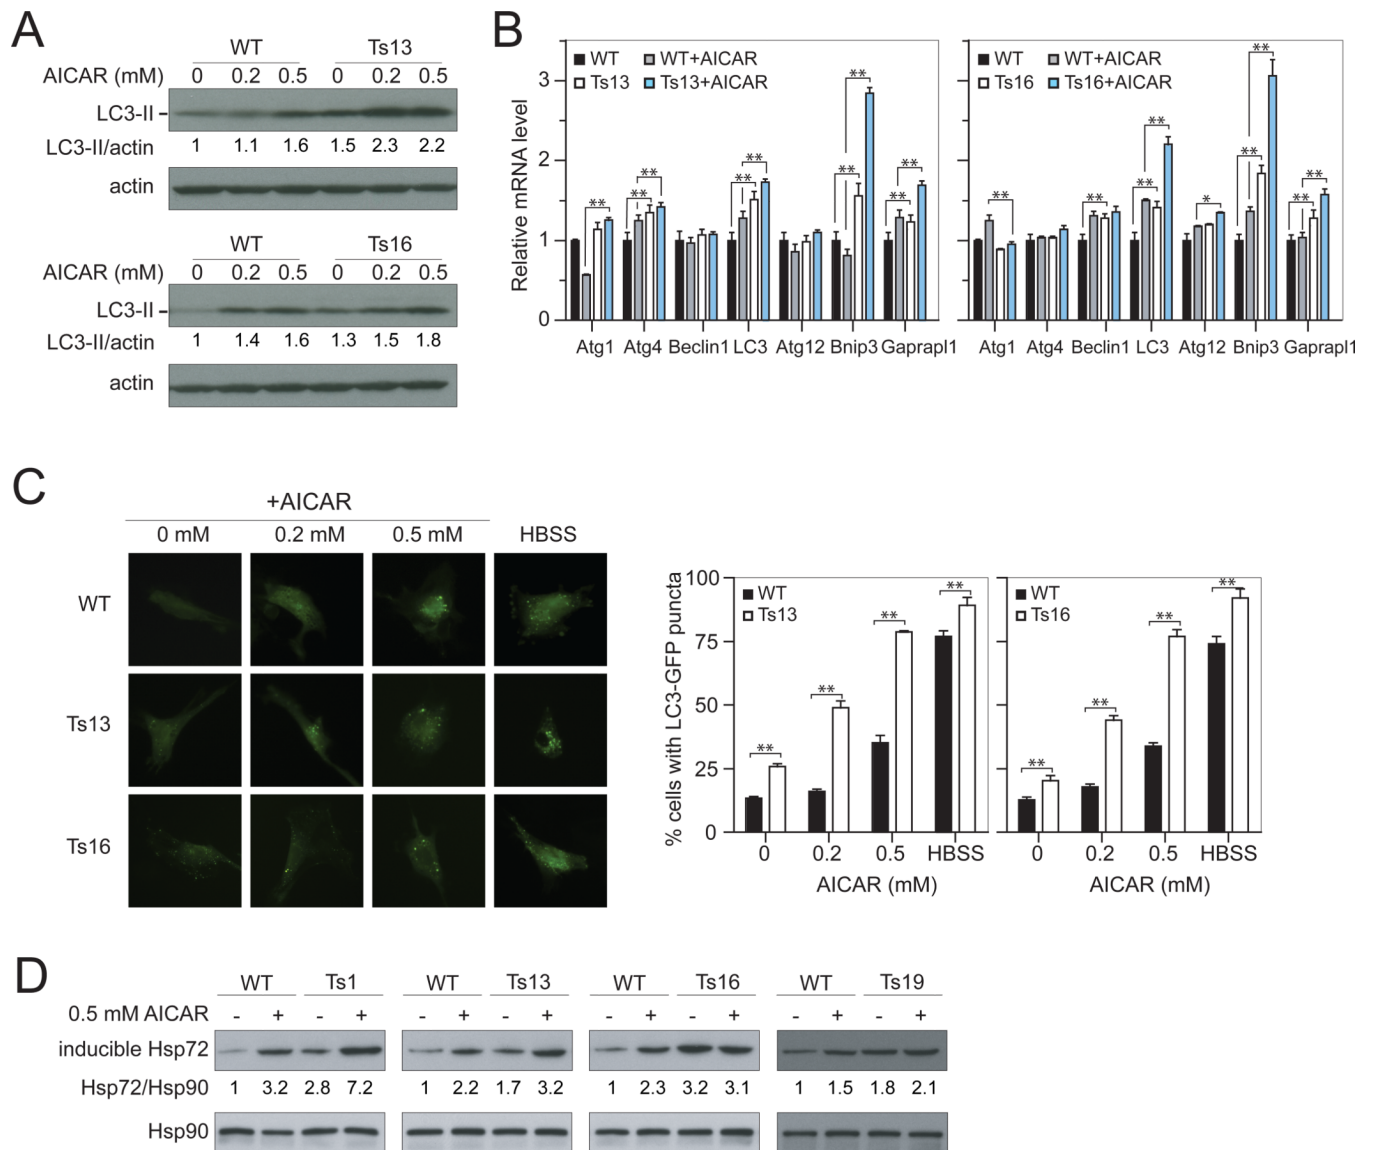 A
WT Ts13
AICAR (mM) 0 0.2 0.5 0 0.2 0.5
LC3-II
LC3-II/actin 1 1.1 1.6 1.5 2.3 2.2
actin
WT Ts16
AICAR (mM) 0 0.2 0.5 0 0.2 0.5
LC3-II
LC3-II/actin 1 1.4 1.6 1.3 1.5 1.8
actin
B
Relative mRNA level
3
2
1
0
WT WT+AICAR
Ts13 Ts13+AICAR
** ** ** ** ** ** ** ** **
Atg1 Atg4 Beclin1 LC3 Atg12 Bnip3 Gaprapl1
WT WT+AICAR
Ts16 Ts16+AICAR
** ** ** ** * ** ** ** **
Atg1 Atg4 Beclin1 LC3 Atg12 Bnip3 Gaprapl1
C
+AICAR
0 mM 0.2 mM 0.5 mM HBSS
WT
Ts13
Ts16
% cells with LC3-GFP puncta
100
75
50
25
0
WT
Ts13
** ** ** **
0 0.2 0.5 HBSS
AICAR (mM)
WT
Ts16
** ** ** **
0 0.2 0.5 HBSS
AICAR (mM)
D
WT Ts1 WT Ts13 WT Ts16 WT Ts19
0.5 mM AICAR - + - + - + - + - + - + - + - +
inducible Hsp72
Hsp72/Hsp90 1 3.2 2.8 7.2 1 2.2 1.7 3.2 1 2.3 3.2 3.1 1 1.5 1.8 2.1
Hsp90